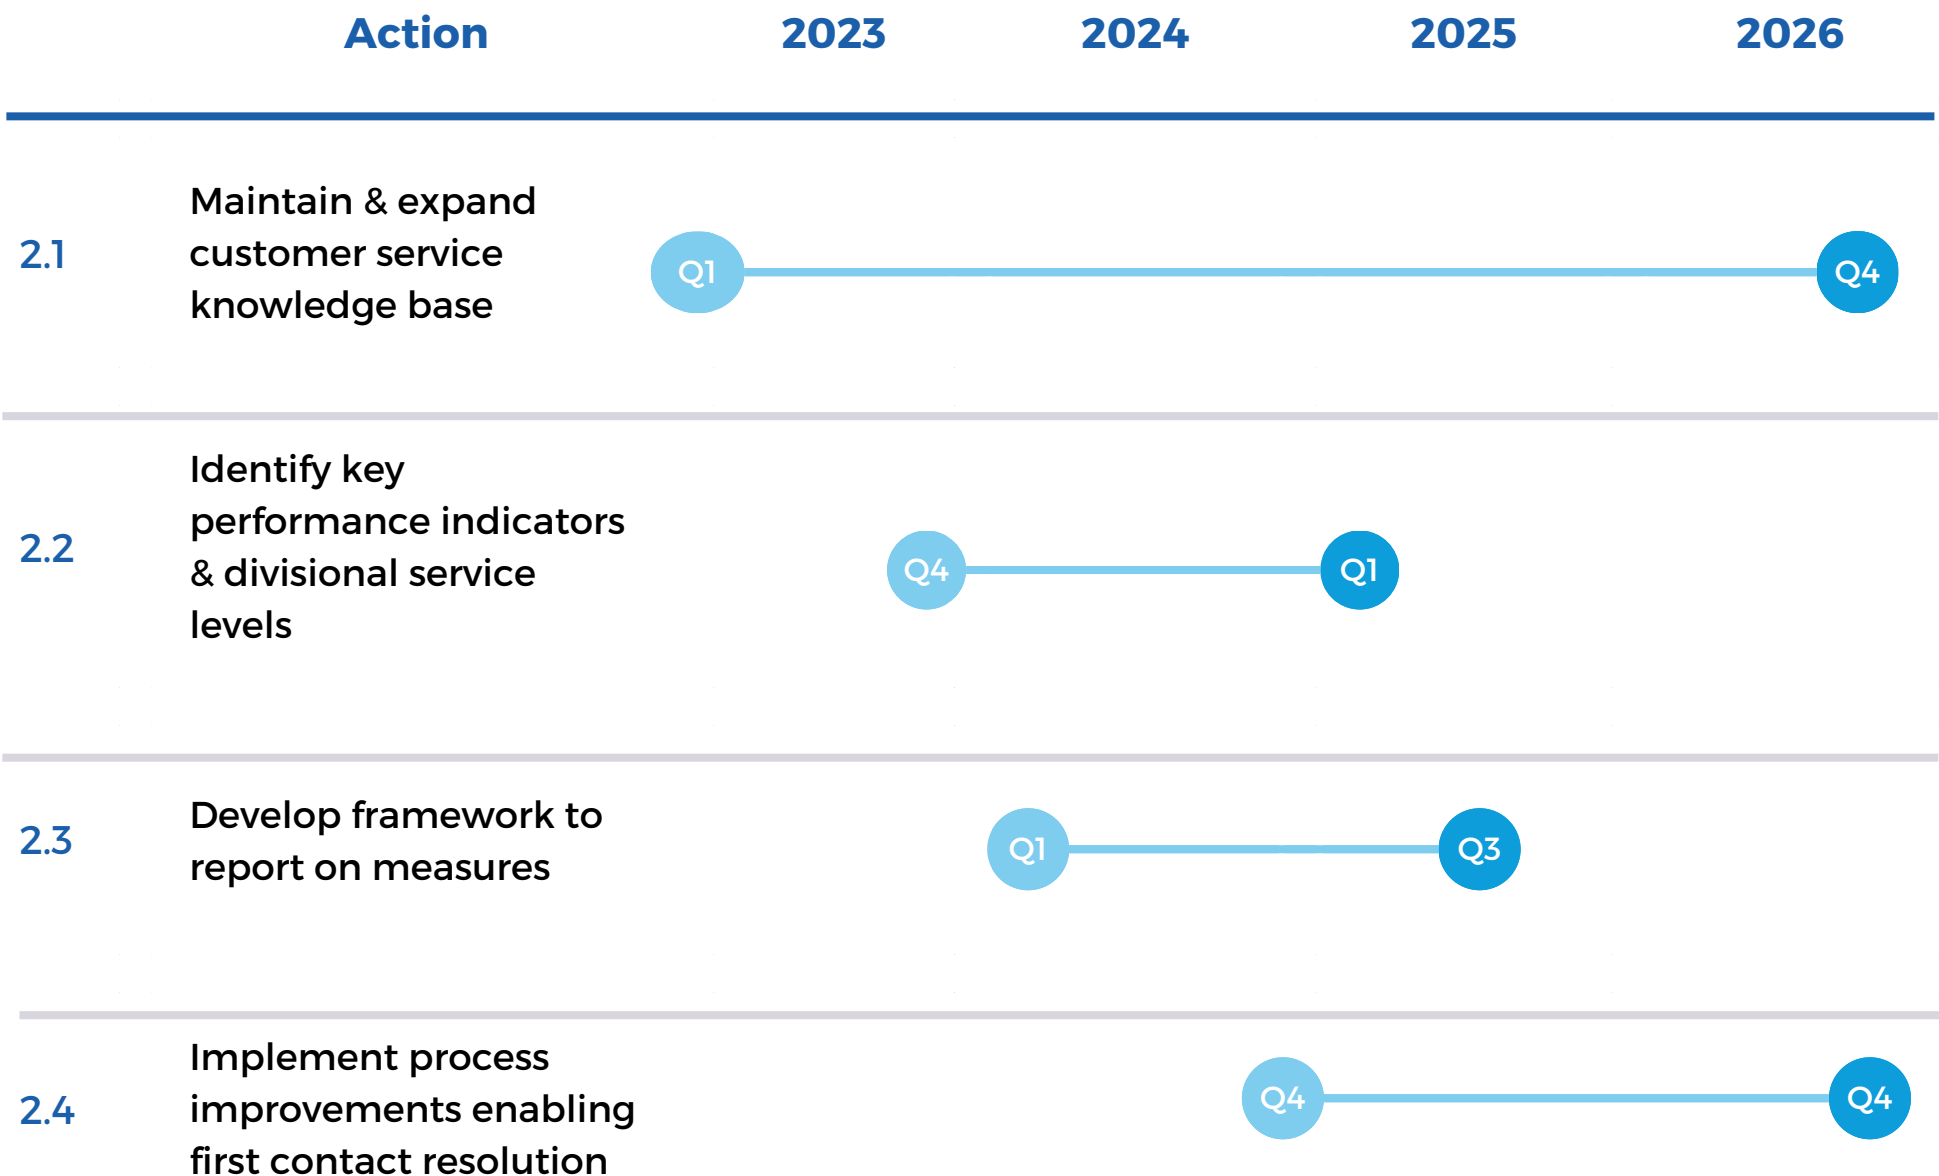 Action 2023 2024 2025 2026
Maintain & expand
2.1 customer service
knowledge base
Q1 Q4
Identify key
performance indicators
2.2
& divisional service
levels
Q4 Q1
Develop framework to
2.3
report on measures
Q1 Q3
Implement process
2.4 improvements enabling
first contact resolution
Q4 Q4